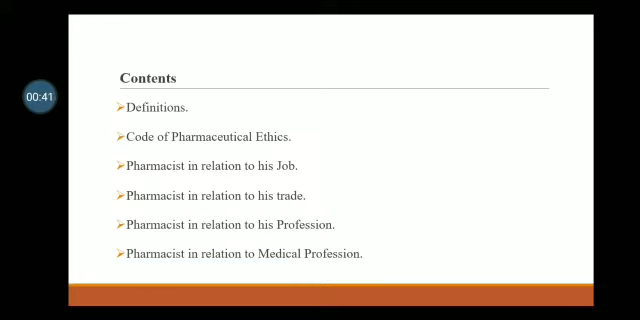 Contents
00:41
Definitions.
Code of Pharmaceutical Ethics.
Pharmacist in relation to his Job.
Pharmacist in relation to his trade.
Pharmacist in relation to his Profession.
Pharmacist in relation to Medical Profession.